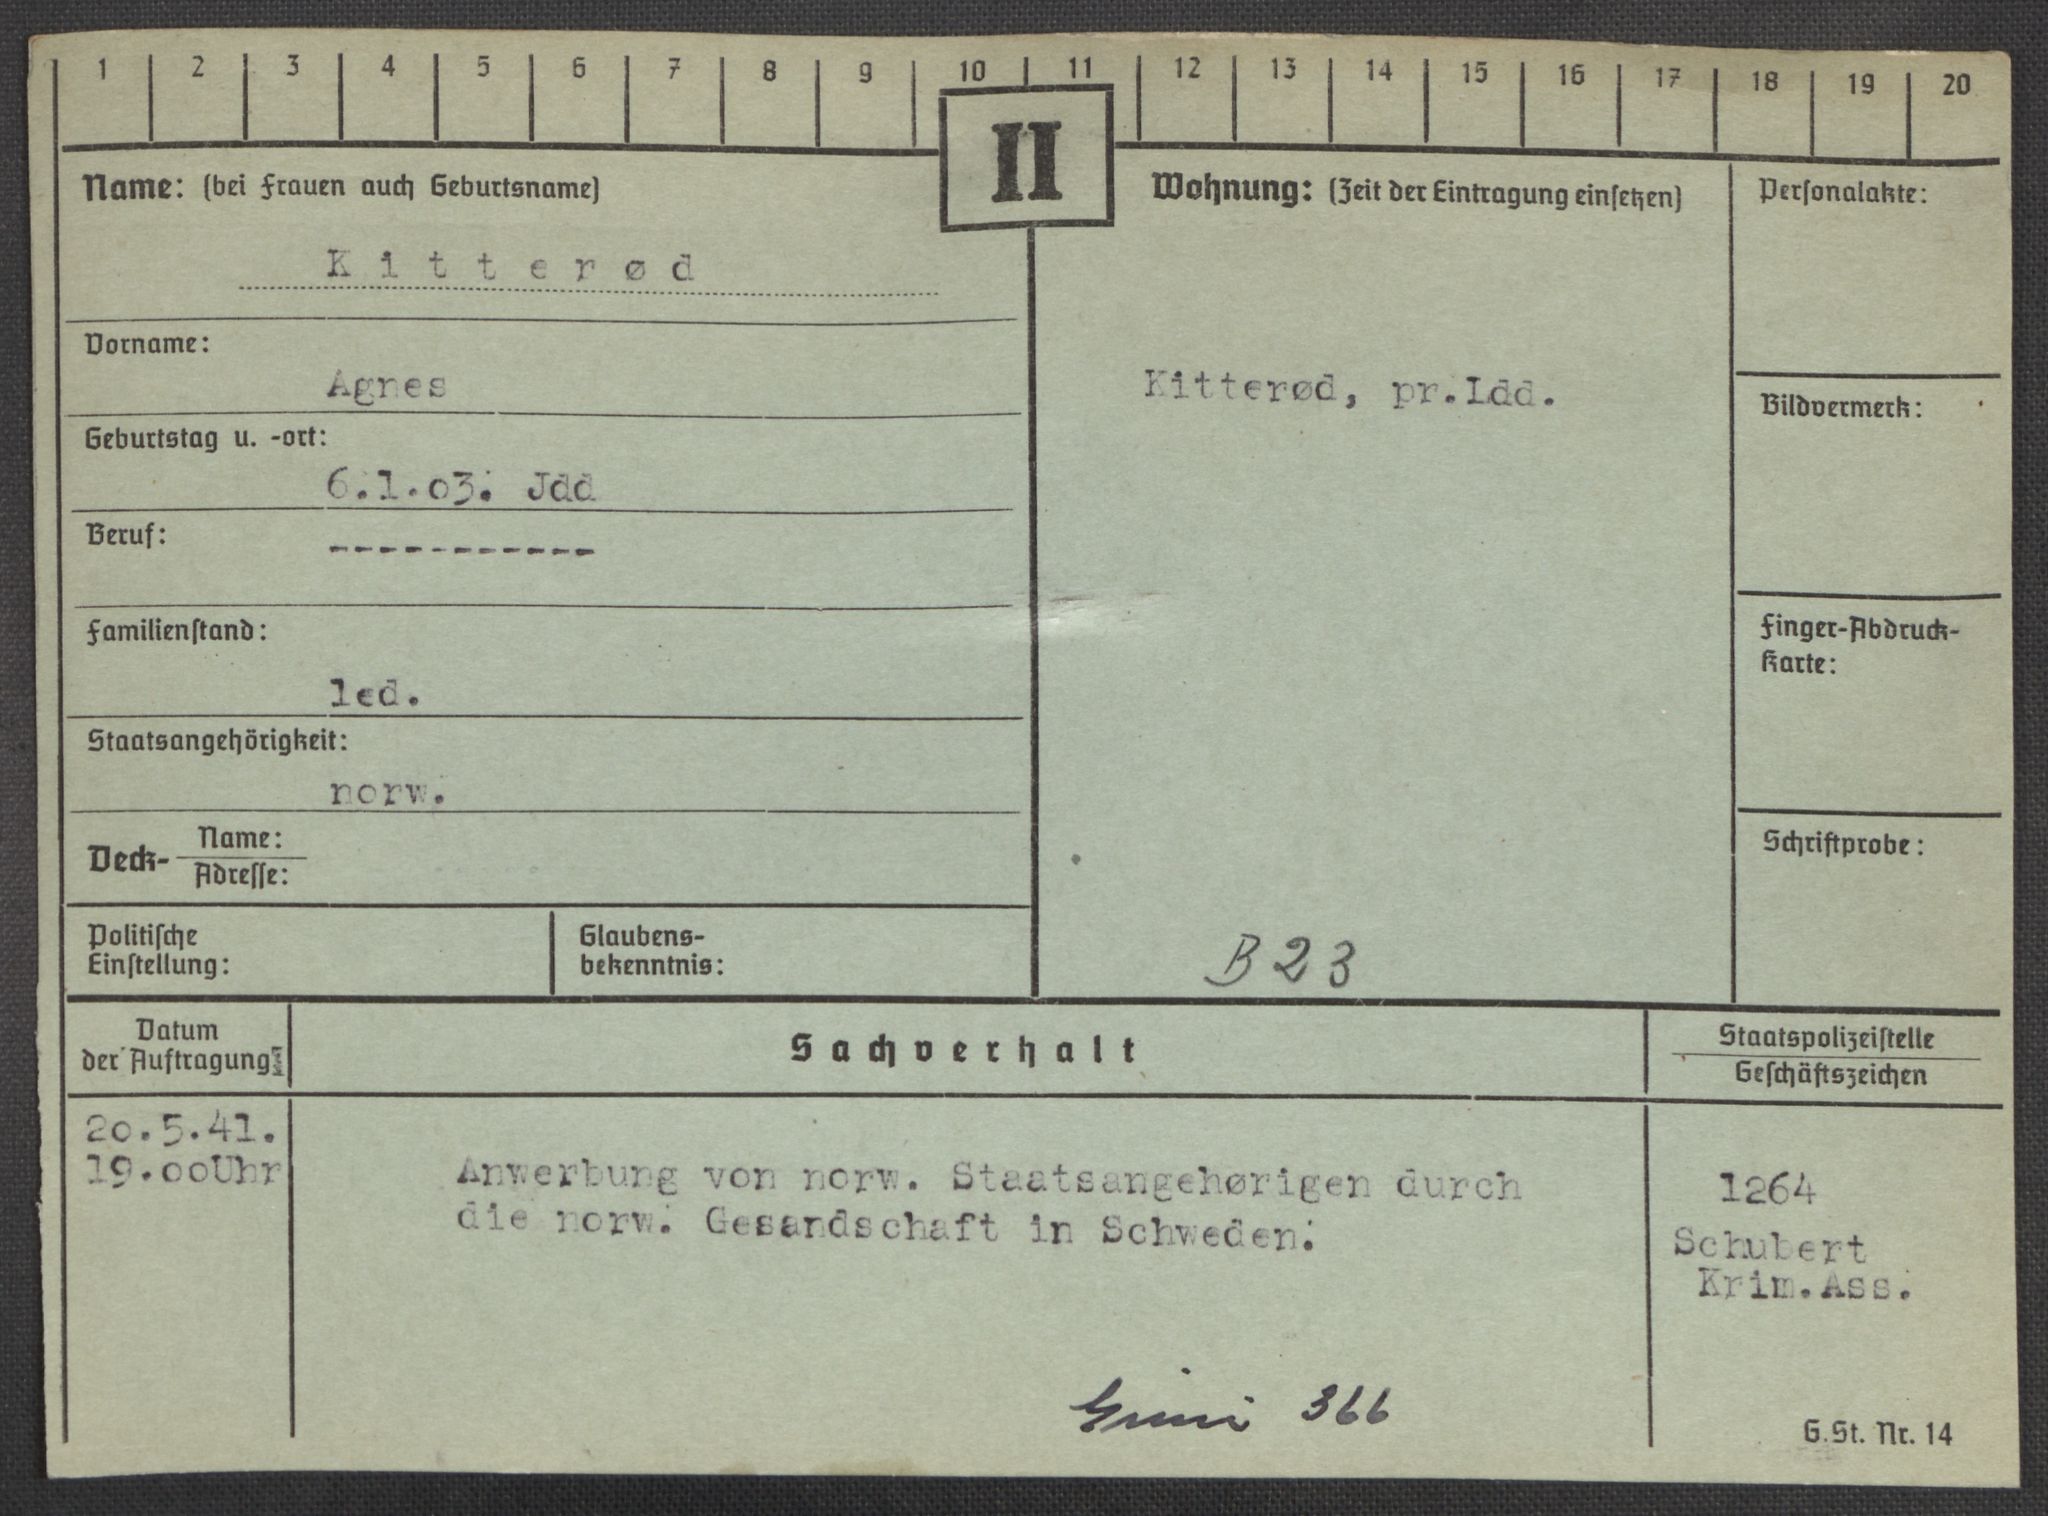 1 2 3 4 5 6 7 8 9 10 11 12 13 14 15 16 17 18 19 20
II
Name: (bei Frauen auch Geburtsname)
Kitterød
Vorname:
Agnes
Geburtstag u. -ort:
6.1.03. Jdd
Beruf:
-----------
Familienstand:
led.
Staatsangehörigkeit:
norw.
Deck-
Name:
Adresse:
Politische
Einstellung:
Glaubens-
bekenntnis:
Wohnung: (Zeit der Eintragung einsetzen)
Kitterød, pr.Idd.
B 23
Personalakte:
Bildvermerk:
Finger-Abdruck-
Karte:
Schriftprobe:
Datum
der Auftragung
Sachverhalt
Staatspolizeistelle
Geschäftszeichen
20.5.41.
19.00Uhr
Anwerbung von norw. Staatsangehørigen durch
die norw. Gesandschaft in Schweden.
1264
Schubert
Krim.Ass.
Grini 366
G.St. Nr. 14